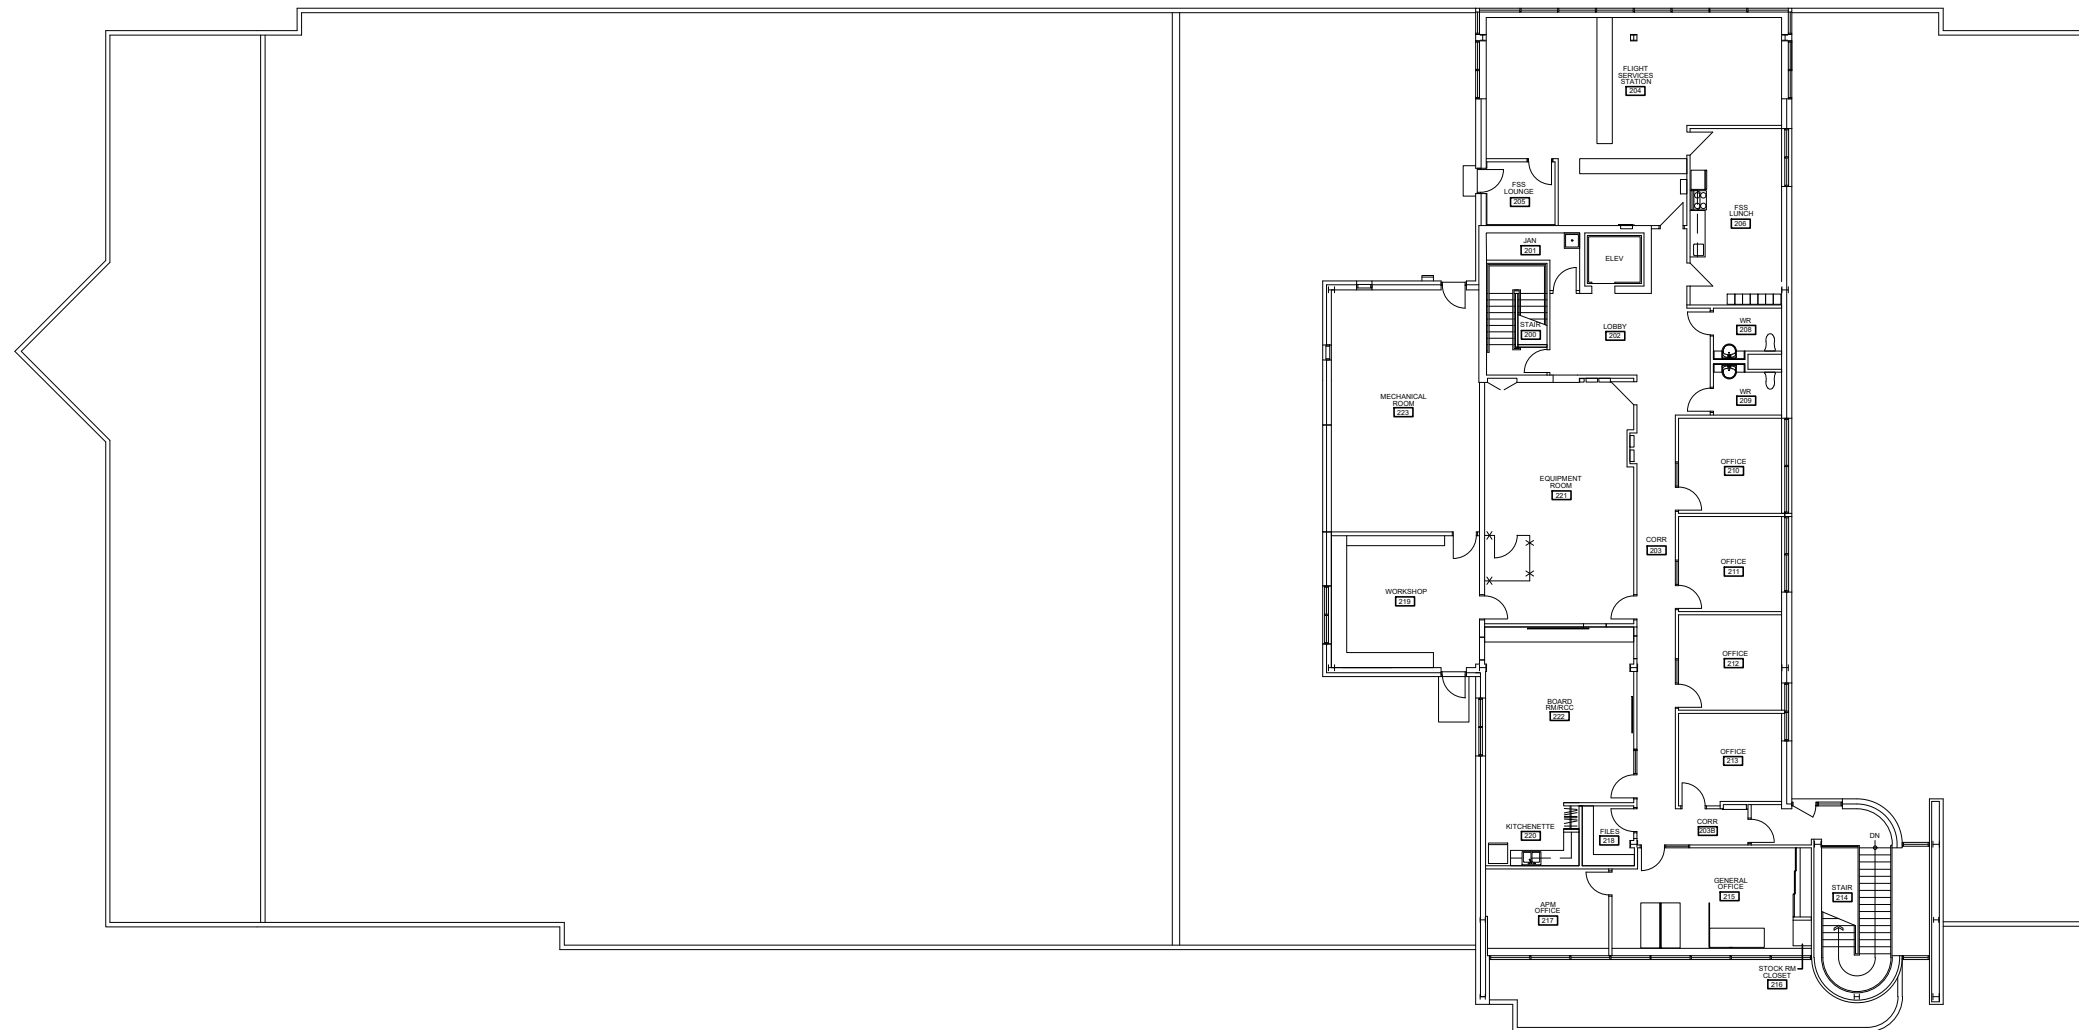 FLIGHT
SERVICES
STATION
204
FSS
LOUNGE
205
FSS
LUNCH
206
JAN
201
ELEV
STAIR
200
LOBBY
202
WR
208
WR
209
MECHANICAL
ROOM
223
OFFICE
210
EQUIPMENT
ROOM
221
CORR
203
OFFICE
211
WORKSHOP
219
OFFICE
212
BOARD
RM/RCC
222
OFFICE
213
KITCHENETTE
220
FILES
218
CORR
203B
DN
GENERAL
OFFICE
215
STAIR
214
APM
OFFICE
217
STOCK RM
CLOSET
216